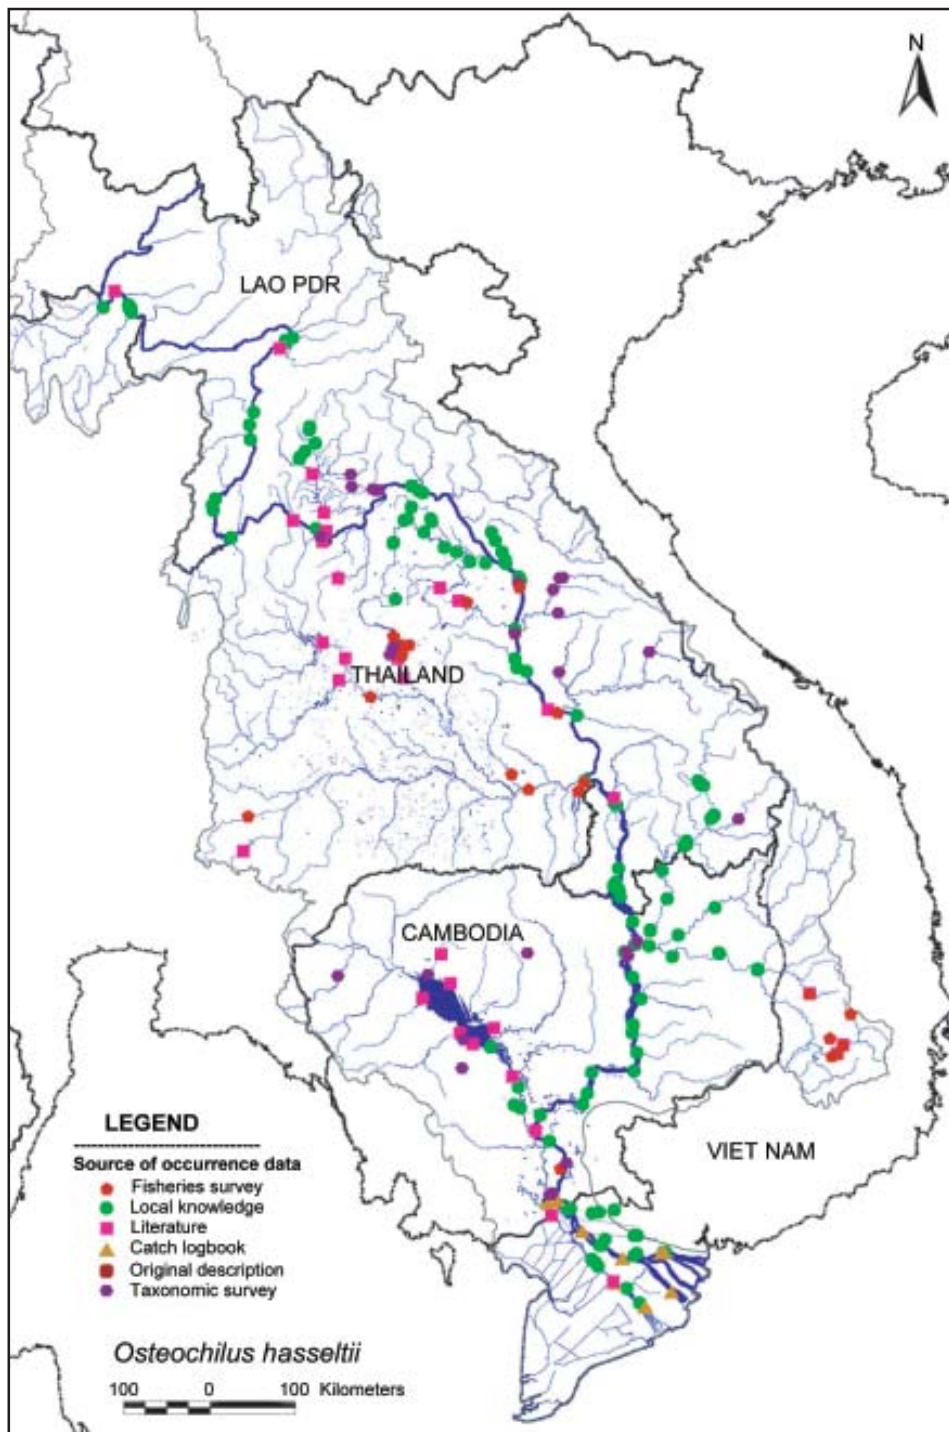 N
LAO PDR
THAILAND
CAMBODIA
VIET NAM
LEGEND
Source of occurrence data
Fisheries survey
Local knowledge
Literature
Catch logbook
Original description
Taxonomic survey
Osteochilus hasseltii
100 0 100 Kilometers